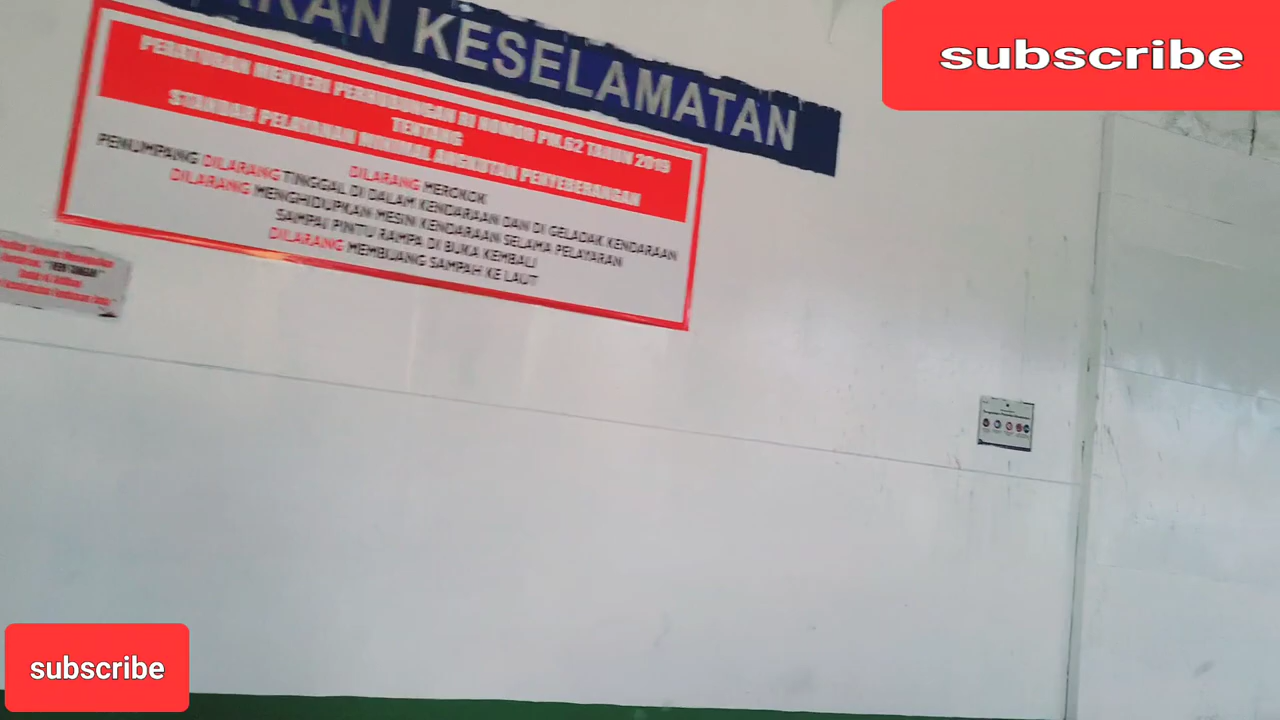 KESELAMATAN
subscribe
PERATURAN MENTERI PERHUBUNGAN RI NOMOR PM.62 TAHUN 2019
TENTANG
STANDAR PELAYANAN MINIMAL ANGKUTAN PENYEBERANGAN
DILARANG MEROKOK
PENUMPANG DILARANG TINGGAL DI DALAM KENDARAAN DAN DI GELADAK KENDARAAN
DILARANG MENGHIDUPKAN MESIN KENDARAAN SELAMA PELAYARAN
SAMPAI PINTU RAMPA DI BUKA KEMBALI
DILARANG MEMBUANG SAMPAH KE LAUT
subscribe